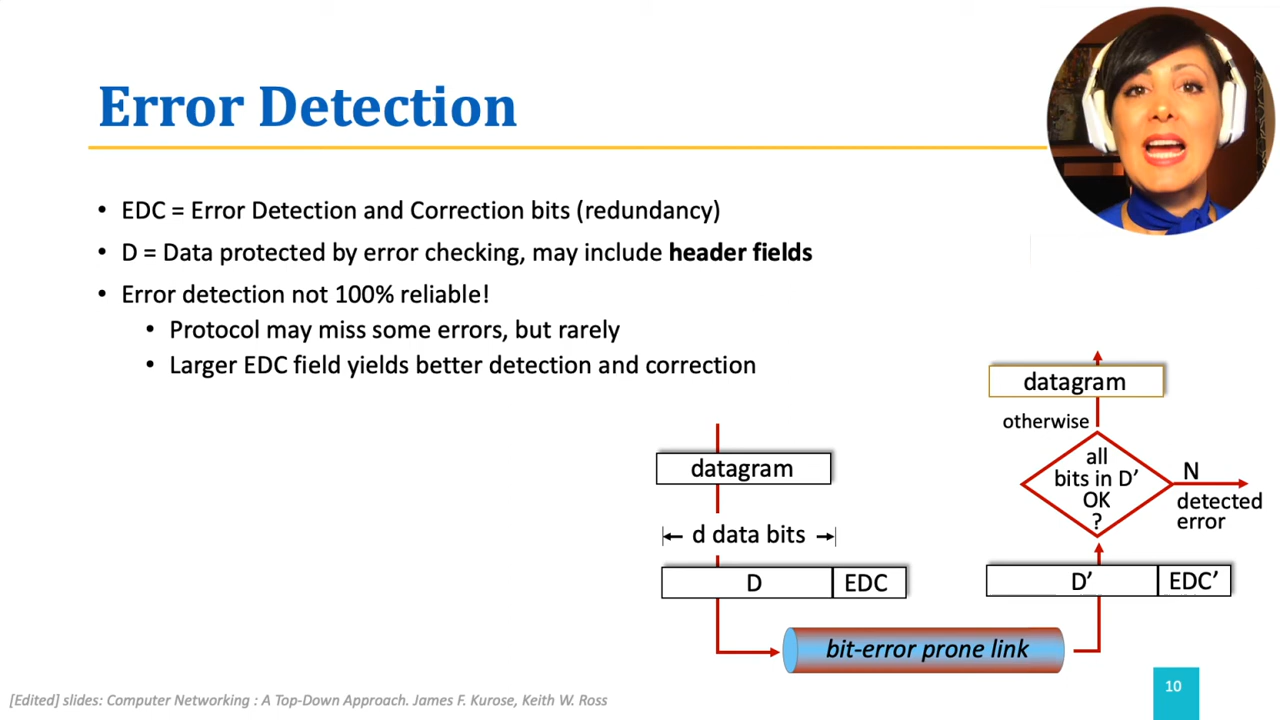 Error Detection
• EDC = Error Detection and Correction bits (redundancy)
• D = Data protected by error checking, may include header fields
• Error detection not 100% reliable!
• Protocol may miss some errors, but rarely
• Larger EDC field yields better detection and correction
datagram
d data bits
D EDC
bit-error prone link
datagram
otherwise
all
bits in D’
OK
?
N
detected
error
D’ EDC’
[Edited] slides: Computer Networking : A Top-Down Approach. James F. Kurose, Keith W. Ross
10